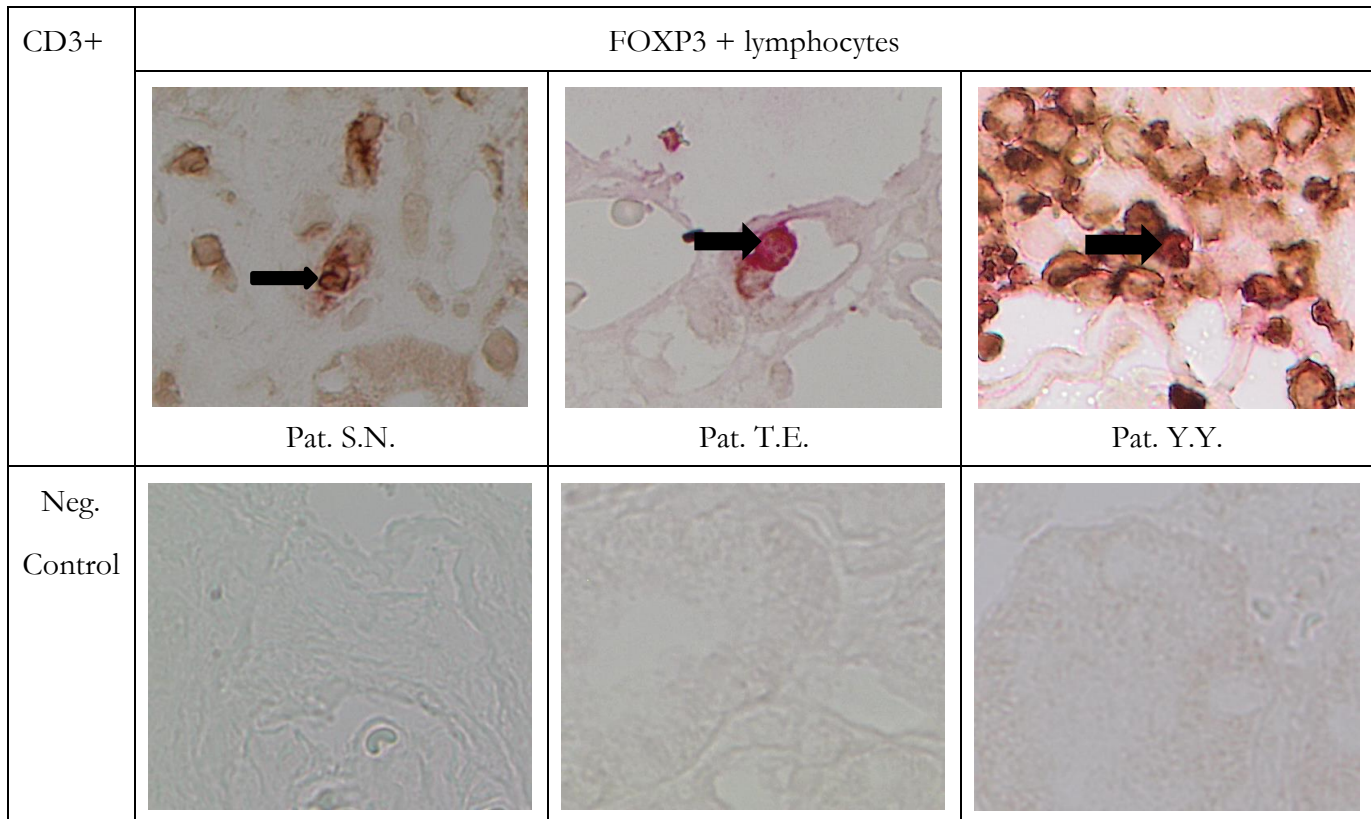 CD3+
FOXP3 + lymphocytes
Pat. S.N.
Pat. T.E.
Pat. Y.Y.
Neg.
Control